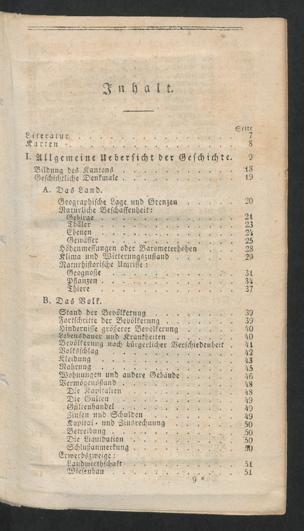 Inhalt.
Seite
Literatur 7
Karten 8
I. Allgemeine Uebersicht der Geschichte. 9
Bildung des Kantons 18
Geschichtliche Denkmale 19
A. Das Land.
Geographische Lage und Grenzen 20
Natürliche Beschaffenheit:
Gebirge 21
Thäler 23
Ebenen 24
Gewässer 25
Höhenmessungen oder Barometerhöhen 28
Klima und Witterungszustand 29
Naturhistorische Umrisse:
Geognosie 31
Pflanzen 34
Thiere 37
B. Das Volk.
Stand der Bevölkerung 39
Fortschritte der Bevölkerung 39
Hindernisse größerer Bevölkerung 40
Lebensdauer und Krankheiten 40
Bevölkerung nach bürgerlicher Verschiedenheit 41
Volksschlag 42
Kleidung 43
Nahrung 45
Wohnungen und andere Gebäude 46
Vermögensstand 48
Die Kapitalien 48
Die Gülten 49
Gültenhandel 49
Zinsen und Schulden 49
Kapital- und Zinsrechnung 50
Betreibung 50
Die Liquidation 50
Schlußanmerkung 50
Erwerbszweige:
Landwirthschaft 51
Wiesenbau 51